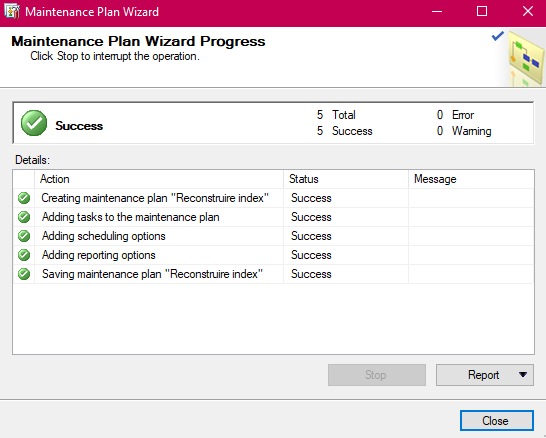 Maintenance Plan Wizard
Maintenance Plan Wizard Progress
Click Stop to interrupt the operation.
Success
5 Total 0 Error
5 Success 0 Warning
Details:
Action Status Message
Creating maintenance plan "Reconstruire index" Success
Adding tasks to the maintenance plan Success
Adding scheduling options Success
Adding reporting options Success
Saving maintenance plan "Reconstruire index" Success
Stop Report
Close